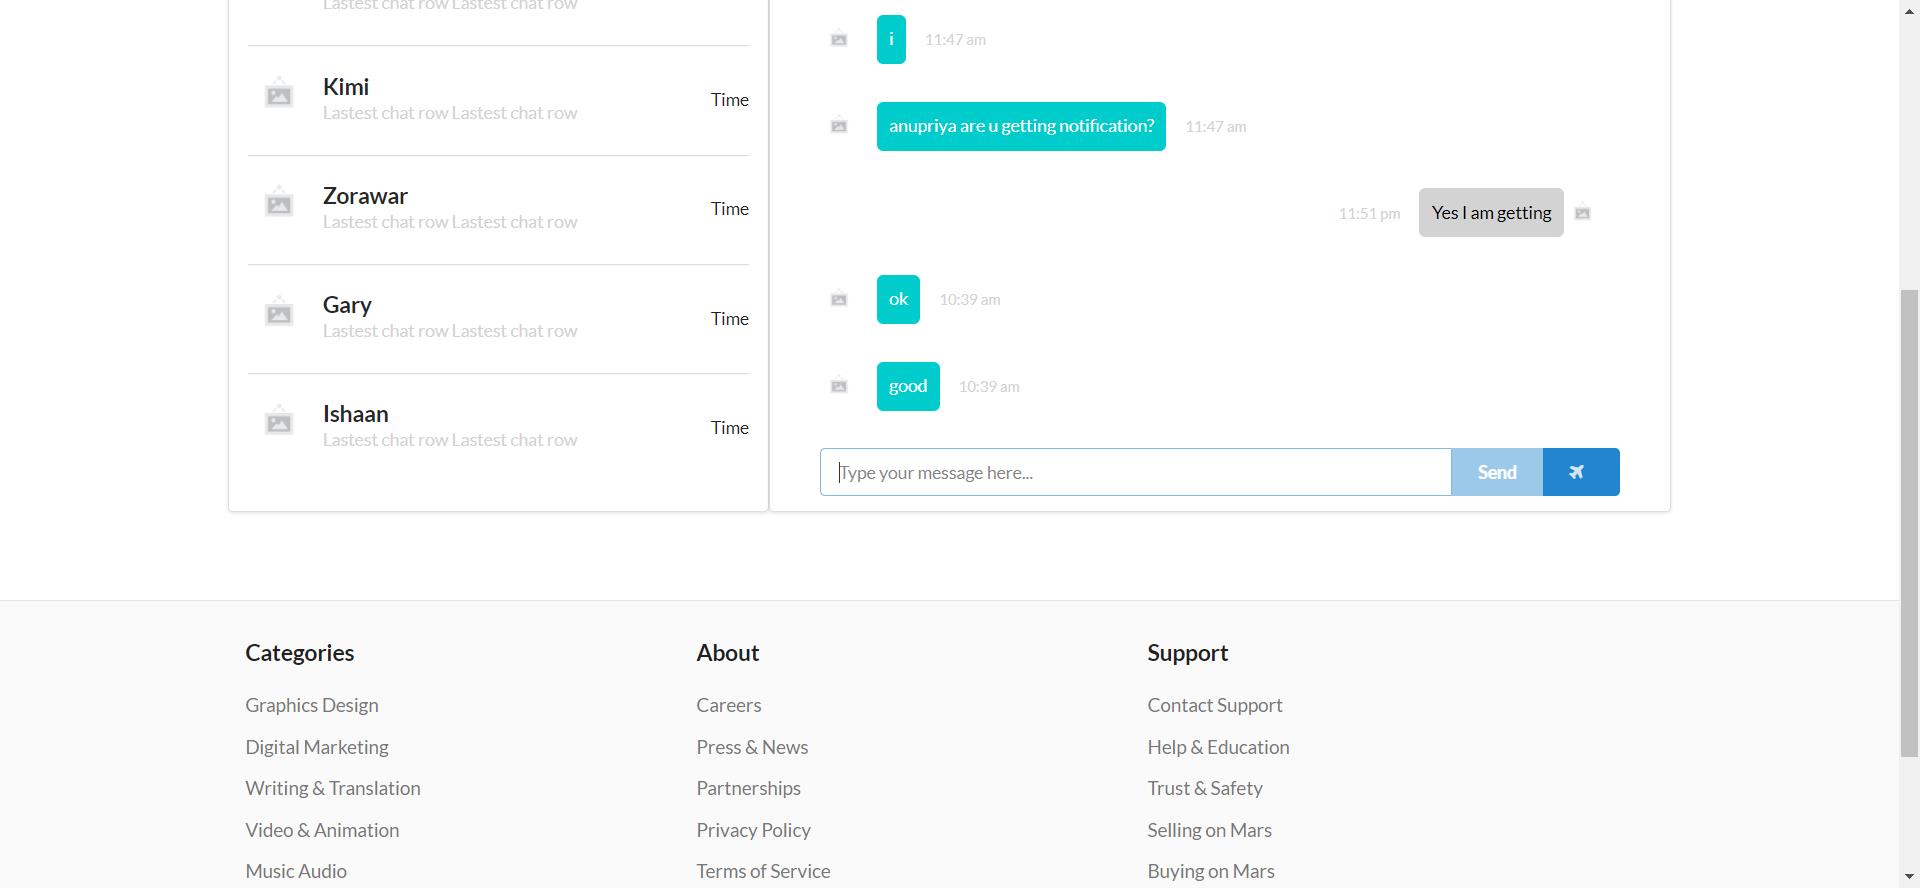 Lastest chat row Lastest chat row
Kimi
Lastest chat row Lastest chat row
Time
Zorawar
Lastest chat row Lastest chat row
Time
Gary
Lastest chat row Lastest chat row
Time
Ishaan
Lastest chat row Lastest chat row
Time
i 11:47 am
anupriya are u getting notification? 11:47 am
11:51 pm Yes I am getting
ok 10:39 am
good 10:39 am
Type your message here... Send
Categories
Graphics Design
Digital Marketing
Writing & Translation
Video & Animation
Music Audio
About
Careers
Press & News
Partnerships
Privacy Policy
Terms of Service
Support
Contact Support
Help & Education
Trust & Safety
Selling on Mars
Buying on Mars